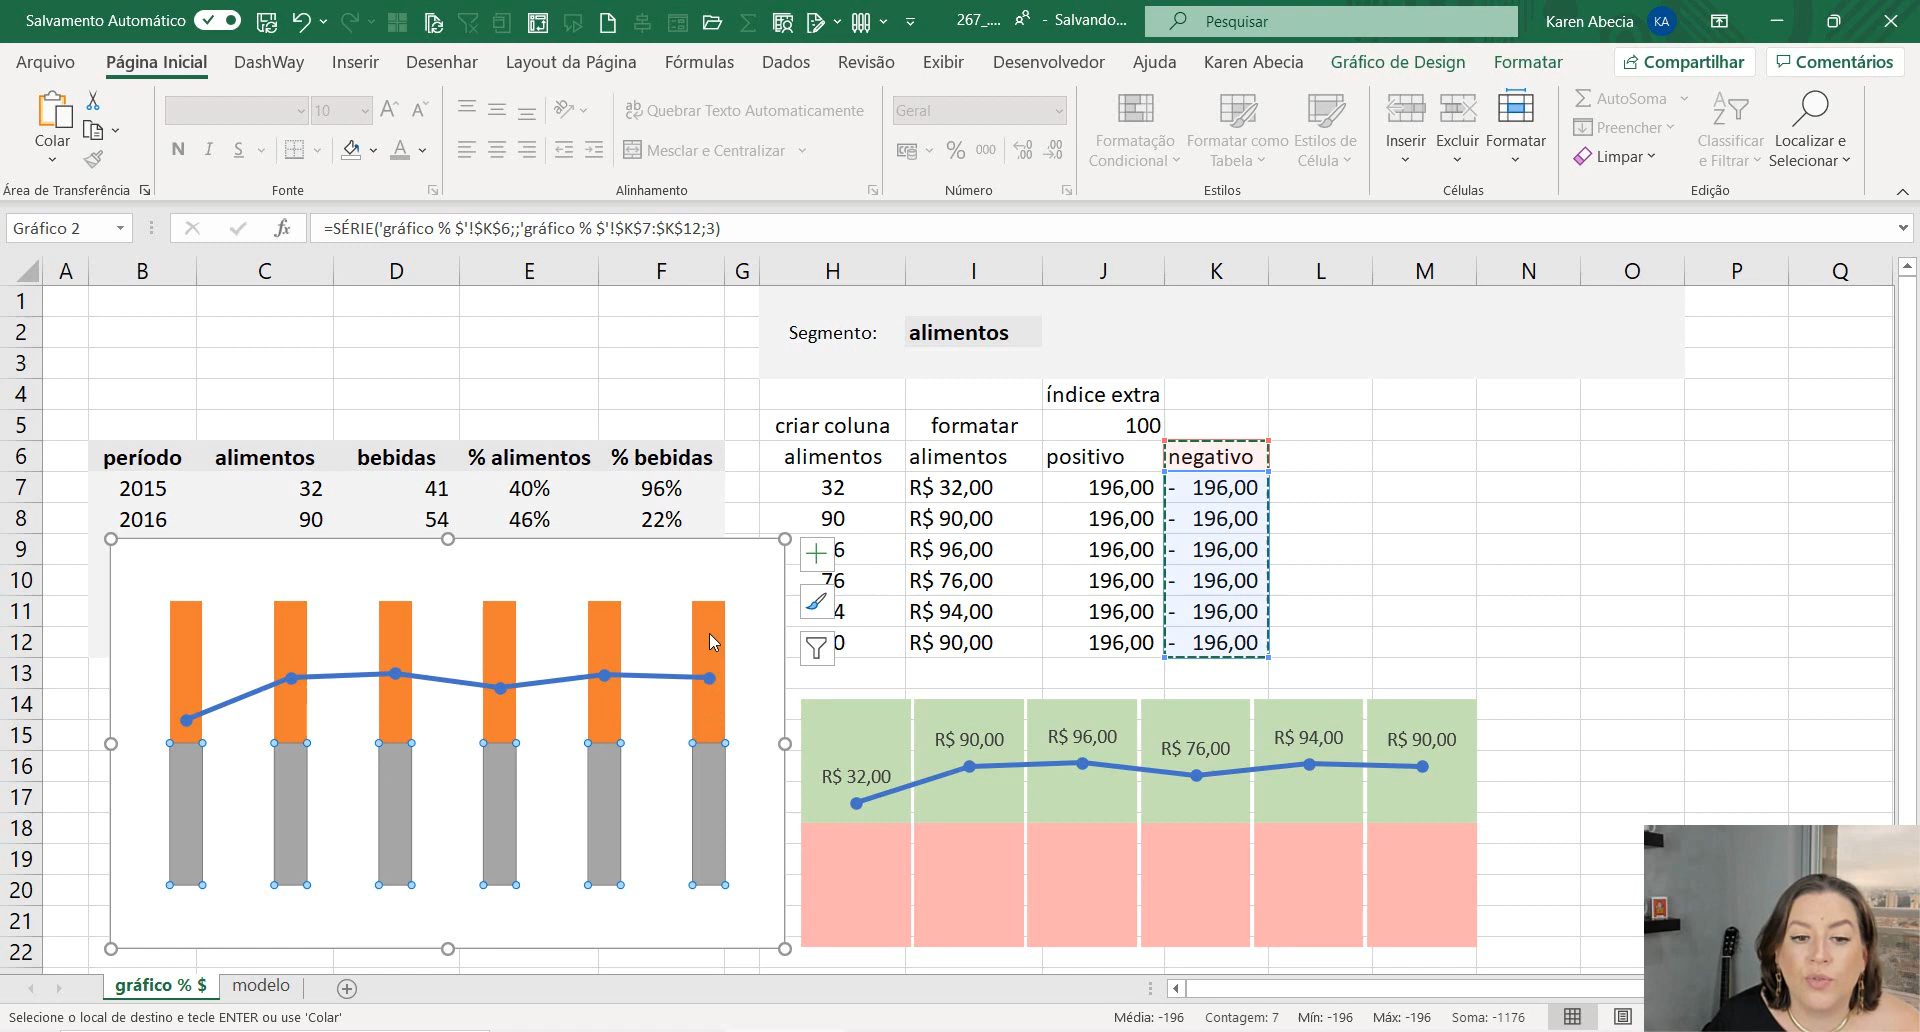 Salvamento Automático
267_....
- Salvando...
Pesquisar
Karen Abecia
KA
Arquivo
Página Inicial
DashWay
Inserir
Desenhar
Layout da Página
Fórmulas
Dados
Revisão
Exibir
Desenvolvedor
Ajuda
Karen Abecia
Gráfico de Design
Formatar
Compartilhar
Comentários
Colar
Área de Transferência
10
N I S
Fonte
Quebrar Texto Automaticamente
Mesclar e Centralizar
Alinhamento
Geral
% 000
Número
Formatação Condicional
Formatar como Tabela
Estilos de Célula
Estilos
Inserir
Excluir
Formatar
Células
AutoSoma
Preencher
Limpar
Classificar e Filtrar
Localizar e Selecionar
Edição
Gráfico 2
fx
=SÉRIE('gráfico % $'!$K$6;;'gráfico % $'!$K$7:$K$12;3)
A B C D E F G H I J K L M N O P Q
1
2 Segmento: alimentos
3
4 índice extra
5 criar coluna formatar 100
6 período alimentos bebidas % alimentos % bebidas alimentos alimentos positivo negativo
7 2015 32 41 40% 96% 32 R$ 32,00 196,00 - 196,00
8 2016 90 54 46% 22% 90 R$ 90,00 196,00 - 196,00
9 6 R$ 96,00 196,00 - 196,00
10 76 R$ 76,00 196,00 - 196,00
11 4 R$ 94,00 196,00 - 196,00
12 0 R$ 90,00 196,00 - 196,00
13
14
15
16
17
18
19
20
21
22
R$ 32,00
R$ 90,00
R$ 96,00
R$ 76,00
R$ 94,00
R$ 90,00
gráfico % $
modelo
Selecione o local de destino e tecle ENTER ou use 'Colar'
Média: -196
Contagem: 7
Mín: -196
Máx: -196
Soma: -1176